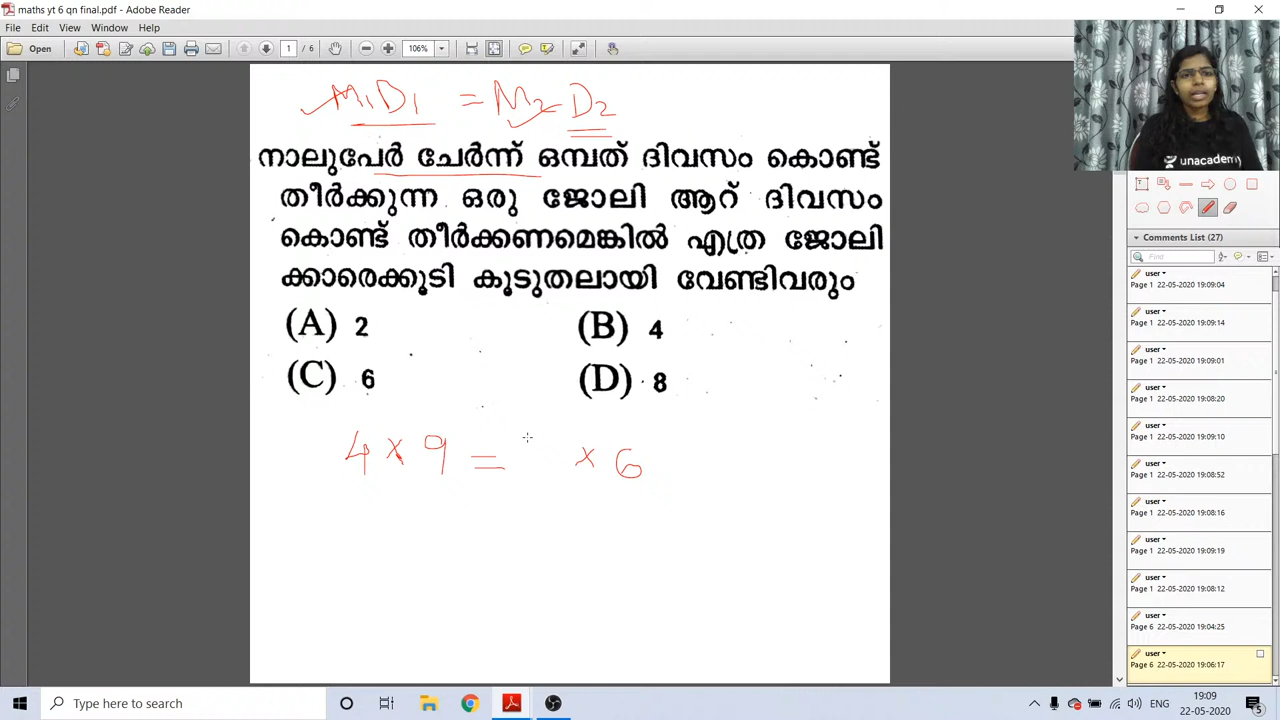 maths yt 6 qn final.pdf - Adobe Reader
File Edit View Window Help
Open 1 / 6 106%
M₁D₁ = M₂ D₂
നാലുപേർ ചേർന്ന് ഒമ്പത് ദിവസം കൊണ്ട്
തീർക്കുന്ന ഒരു ജോലി ആറ് ദിവസം
കൊണ്ട് തീർക്കണമെങ്കിൽ എത്ര ജോലി
ക്കാരെക്കൂടി കൂടുതലായി വേണ്ടിവരും
(A) 2 (B) 4
(C) 6 (D) 8
4 × 9 = × 6
unacademy
Comments List (27)
Find
user
Page 1 22-05-2020 19:09:04
user
Page 1 22-05-2020 19:09:14
user
Page 1 22-05-2020 19:09:01
user
Page 1 22-05-2020 19:08:20
user
Page 1 22-05-2020 19:09:10
user
Page 1 22-05-2020 19:08:52
user
Page 1 22-05-2020 19:08:16
user
Page 1 22-05-2020 19:09:19
user
Page 1 22-05-2020 19:08:12
user
Page 6 22-05-2020 19:04:25
user
Page 6 22-05-2020 19:06:17
Type here to search
ENG
19:09
22-05-2020
5